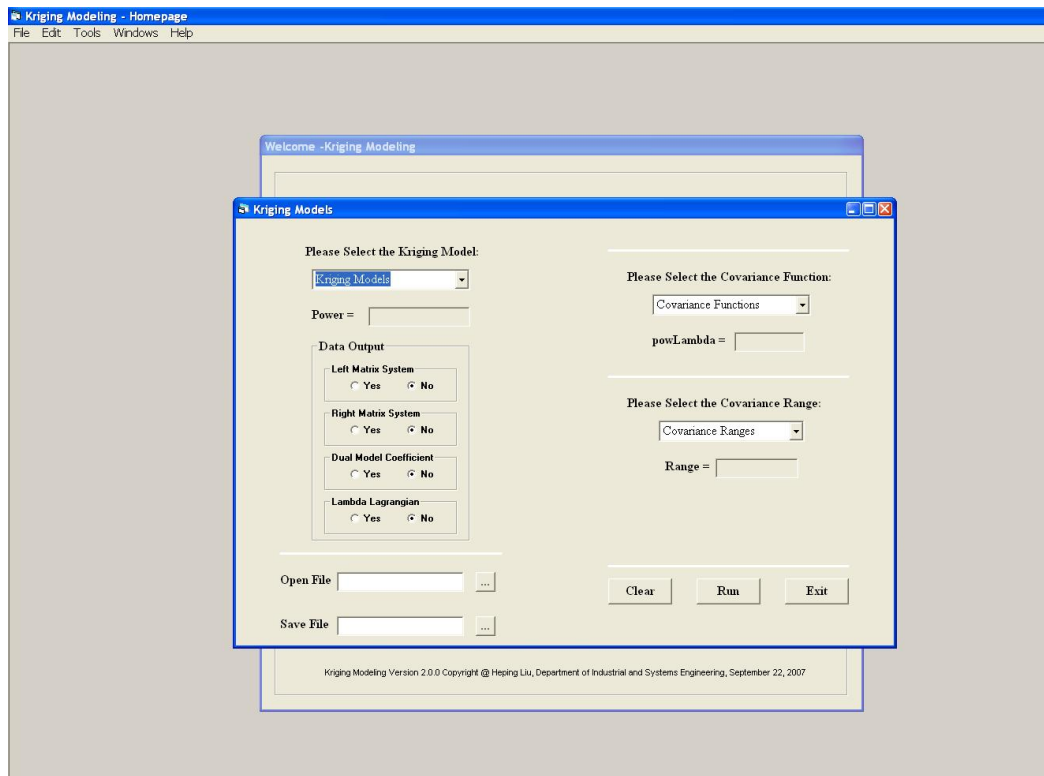 Kriging Modeling - Homepage
File Edit Tools Windows Help
Welcome -Kriging Modeling
Kriging Models
Please Select the Kriging Model:
Kriging Models
Power =
Data Output
Left Matrix System
Yes No
Right Matrix System
Yes No
Dual Model Coefficient
Yes No
Lambda Lagrangian
Yes No
Open File ...
Save File ...
Please Select the Covariance Function:
Covariance Functions
powLambda =
Please Select the Covariance Range:
Covariance Ranges
Range =
Clear Run Exit
Kriging Modeling Version 2.0.0 Copyright @ Heping Liu, Department of Industrial and Systems Engineering, September 22, 2007